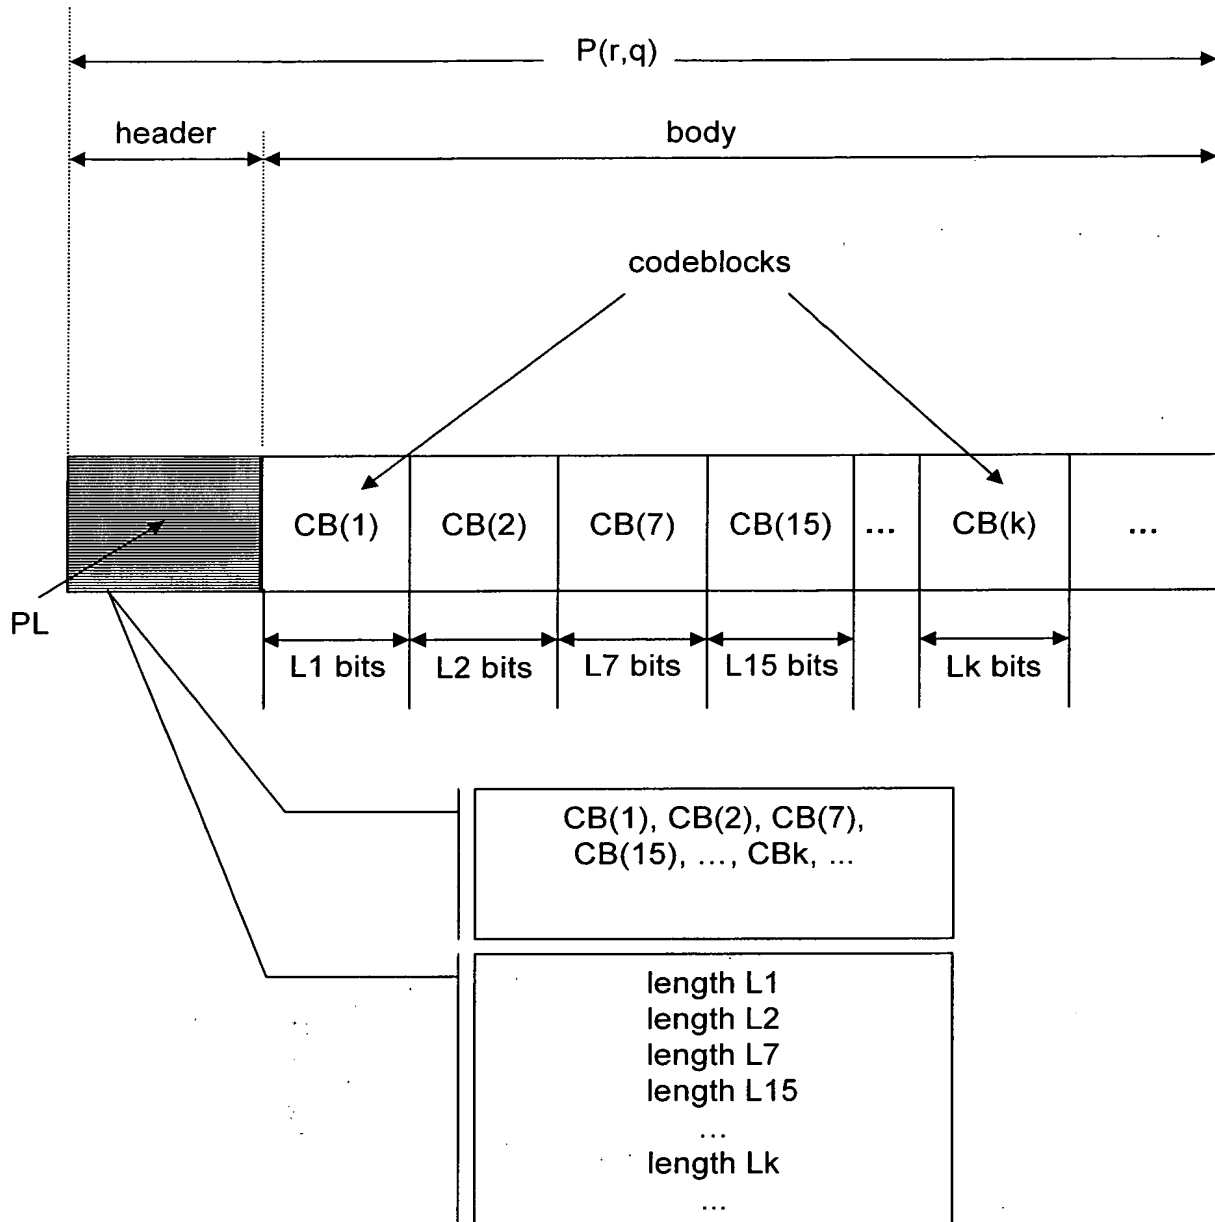 P(r,q)
header
body
codeblocks
CB(1)
CB(2)
CB(7)
CB(15)
...
CB(k)
...
PL
L1 bits
L2 bits
L7 bits
L15 bits
Lk bits
CB(1), CB(2), CB(7),
CB(15), ..., CBk, ...
length L1
length L2
length L7
length L15
...
length Lk
...